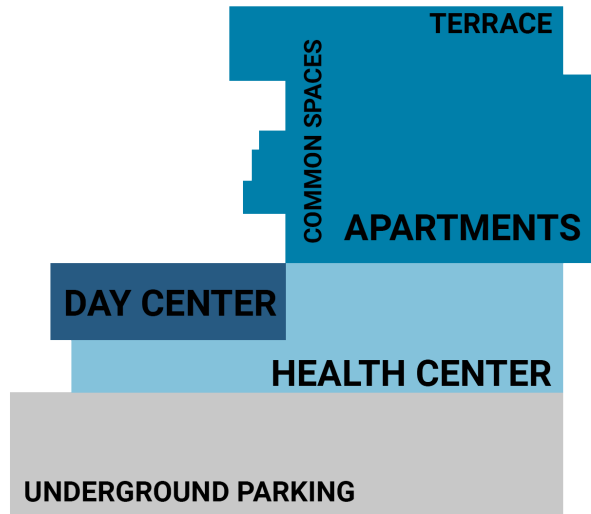 TERRACE
COMMON SPACES
APARTMENTS
DAY CENTER
HEALTH CENTER
UNDERGROUND PARKING